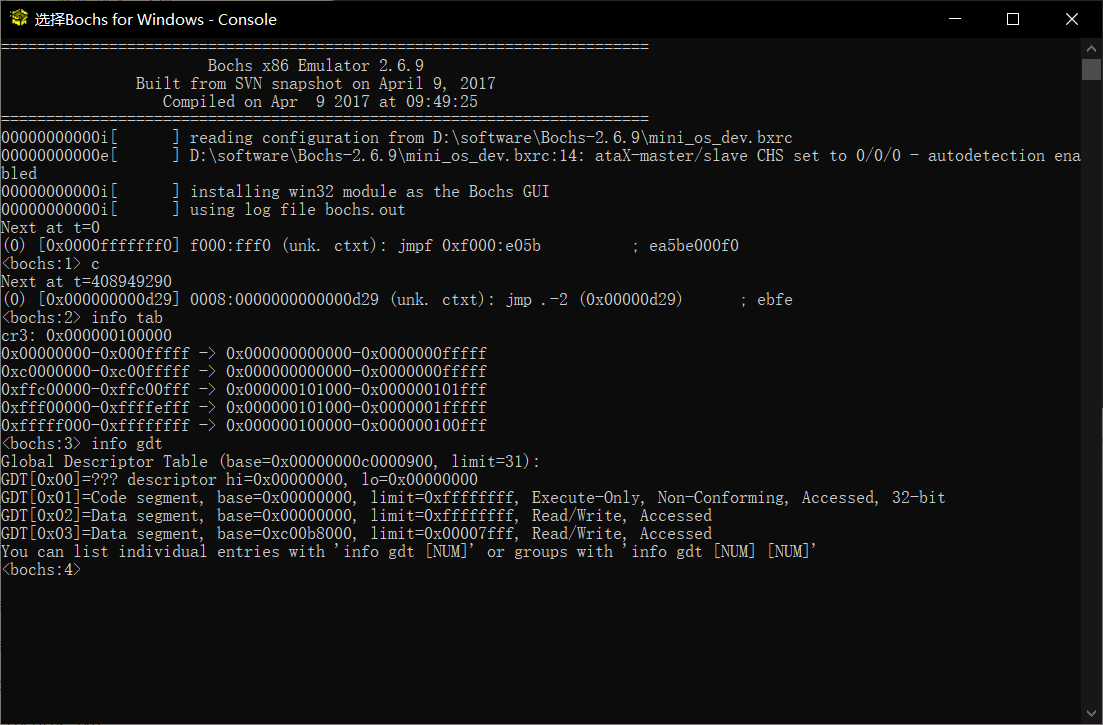 选择Bochs for Windows - Console
========================================================================
Bochs x86 Emulator 2.6.9
Built from SVN snapshot on April 9, 2017
Compiled on Apr  9 2017 at 09:49:25
========================================================================
00000000000i[      ] reading configuration from D:\software\Bochs-2.6.9\mini_os_dev.bxrc
00000000000e[      ] D:\software\Bochs-2.6.9\mini_os_dev.bxrc:14: ataX-master/slave CHS set to 0/0/0 - autodetection ena
bled
00000000000i[      ] installing win32 module as the Bochs GUI
00000000000i[      ] using log file bochs.out
Next at t=0
(0) [0x0000fffffff0] f000:fff0 (unk. ctxt): jmpf 0xf000:e05b          ; ea5be000f0
<bochs:1> c
Next at t=408949290
(0) [0x000000000d29] 0008:0000000000000d29 (unk. ctxt): jmp .-2 (0x00000d29)      ; ebfe
<bochs:2> info tab
cr3: 0x000000100000
0x00000000-0x000fffff -> 0x000000000000-0x0000000fffff
0xc0000000-0xc00fffff -> 0x000000000000-0x0000000fffff
0xffc00000-0xffc00fff -> 0x000000101000-0x000000101fff
0xfff00000-0xffffefff -> 0x000000101000-0x0000001fffff
0xfffff000-0xffffffff -> 0x000000100000-0x000000100fff
<bochs:3> info gdt
Global Descriptor Table (base=0x00000000c0000900, limit=31):
GDT[0x00]=??? descriptor hi=0x00000000, lo=0x00000000
GDT[0x01]=Code segment, base=0x00000000, limit=0xffffffff, Execute-Only, Non-Conforming, Accessed, 32-bit
GDT[0x02]=Data segment, base=0x00000000, limit=0xffffffff, Read/Write, Accessed
GDT[0x03]=Data segment, base=0xc00b8000, limit=0x00007fff, Read/Write, Accessed
You can list individual entries with 'info gdt [NUM]' or groups with 'info gdt [NUM] [NUM]'
<bochs:4>